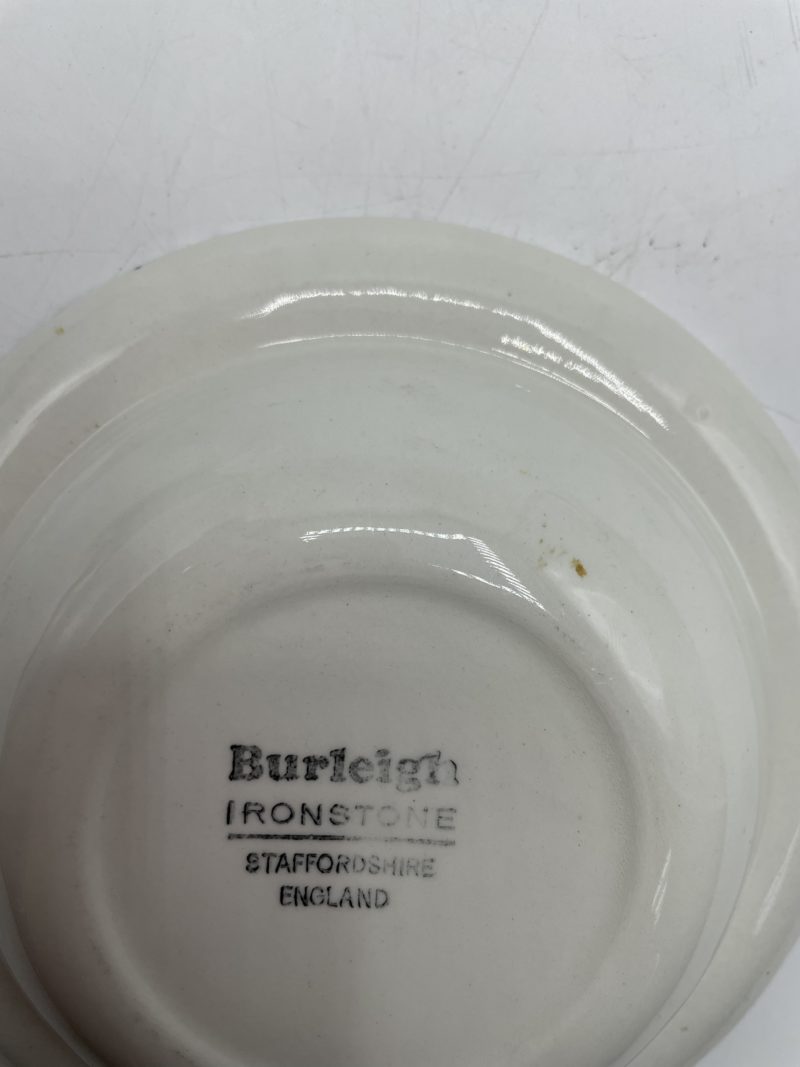 Burleigh
IRONSTONE
STAFFORDSHIRE
ENGLAND